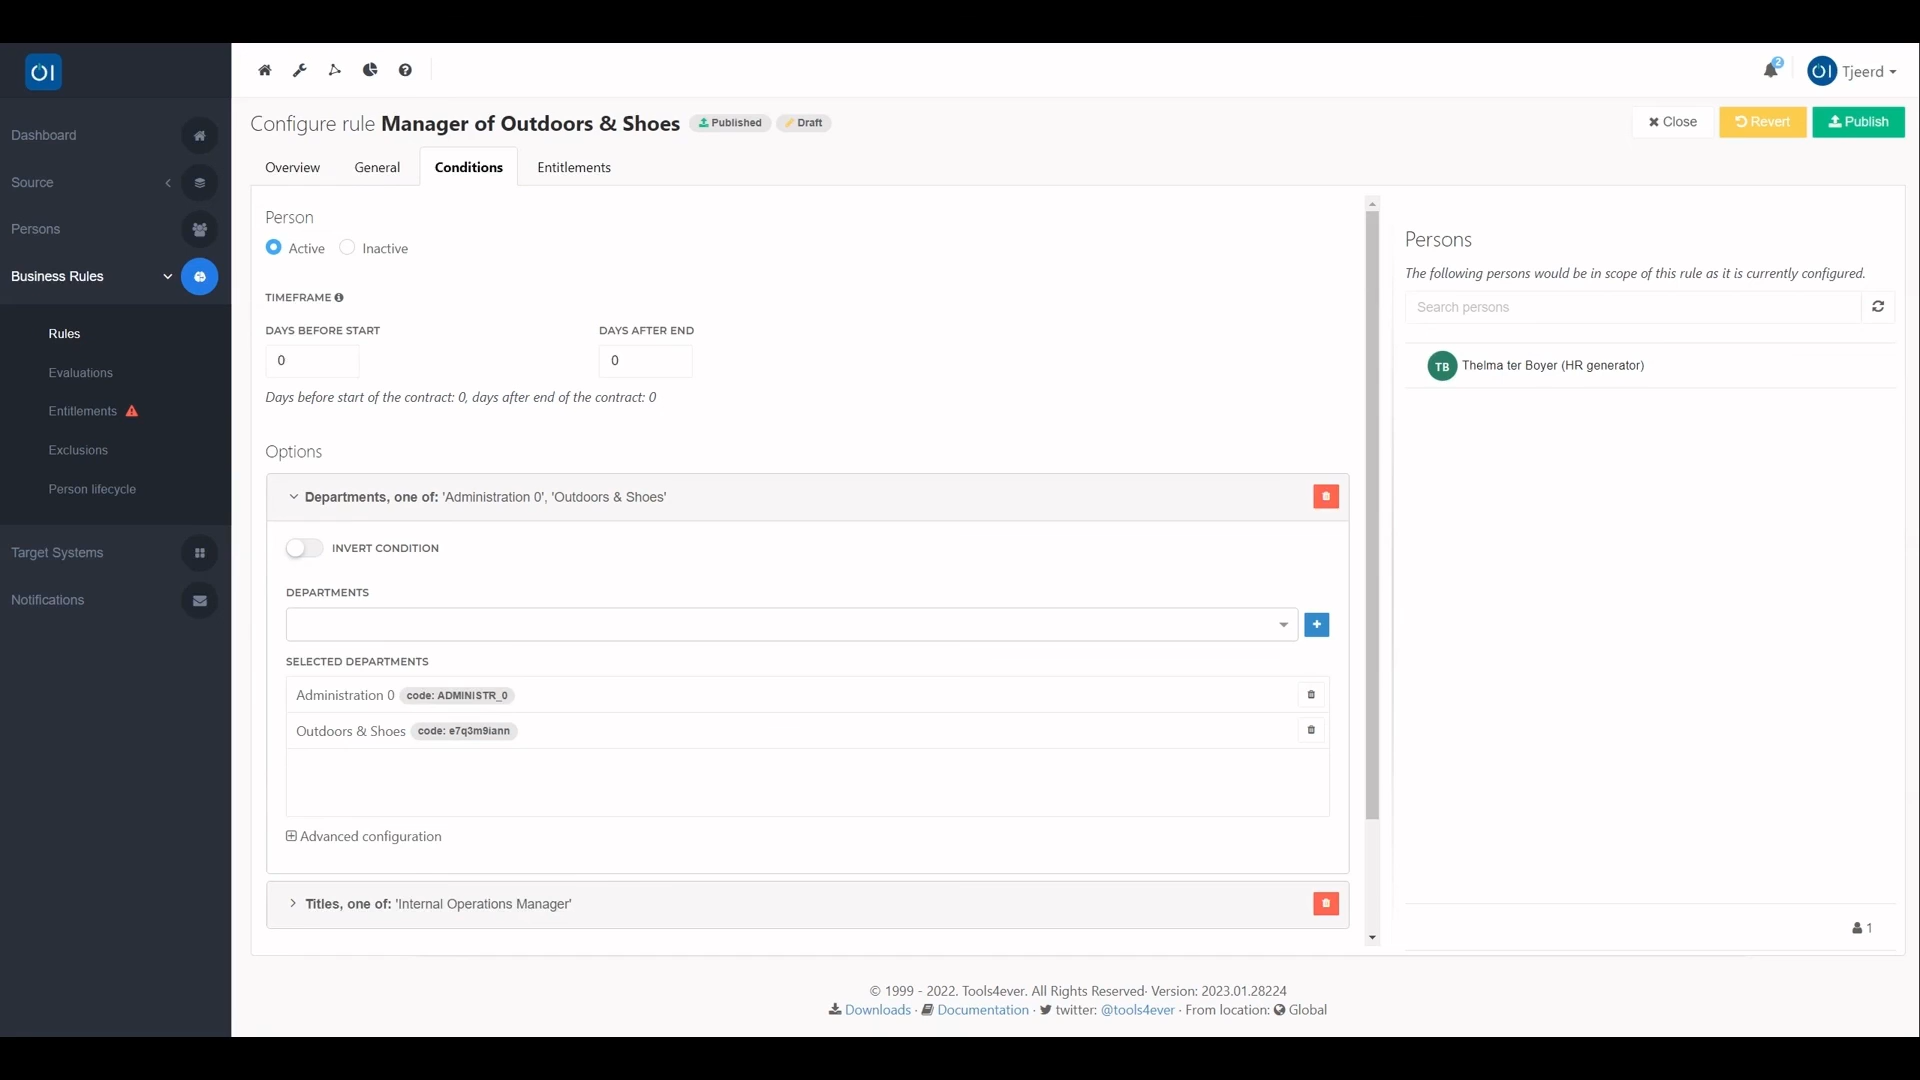 2
Tjeerd
Dashboard
Source
Persons
Business Rules
Rules
Evaluations
Entitlements
Exclusions
Person lifecycle
Target Systems
Notifications
Configure rule Manager of Outdoors & Shoes Published Draft
Close Revert Publish
Overview General Conditions Entitlements
Person
Active Inactive
TIMEFRAME
DAYS BEFORE START DAYS AFTER END
0 0
Days before start of the contract: 0, days after end of the contract: 0
Options
Departments, one of: 'Administration 0', 'Outdoors & Shoes'
INVERT CONDITION
DEPARTMENTS
SELECTED DEPARTMENTS
Administration 0 code: ADMINISTR_0
Outdoors & Shoes code: e7q3m9iann
Advanced configuration
Titles, one of: 'Internal Operations Manager'
Persons
The following persons would be in scope of this rule as it is currently configured.
Search persons
TB Thelma ter Boyer (HR generator)
1
© 1999 - 2022. Tools4ever. All Rights Reserved· Version: 2023.01.28224
Downloads · Documentation · twitter: @tools4ever · From location: Global